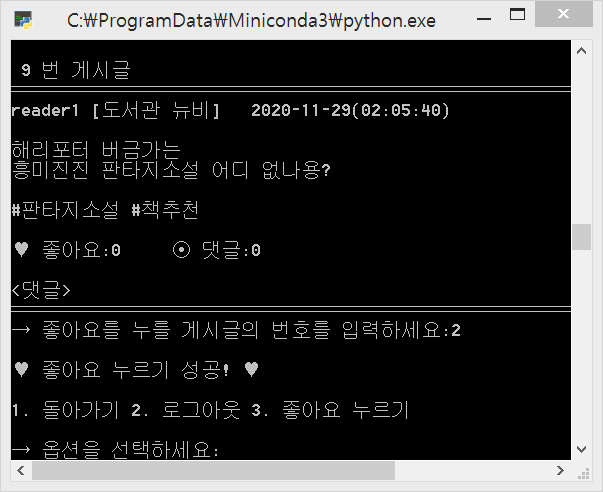 C:\ProgramData\Miniconda3\python.exe
9 번 게시글
reader1 [도서관 뉴비] 2020-11-29(02:05:40)
해리포터 버금가는
흥미진진 판타지소설 어디 없나용?
#판타지소설 #책추천
♥ 좋아요:0 ⊙ 댓글:0
<댓글>
→ 좋아요를 누를 게시글의 번호를 입력하세요:2
♥ 좋아요 누르기 성공! ♥
1. 돌아가기 2. 로그아웃 3. 좋아요 누르기
→ 옵션을 선택하세요: